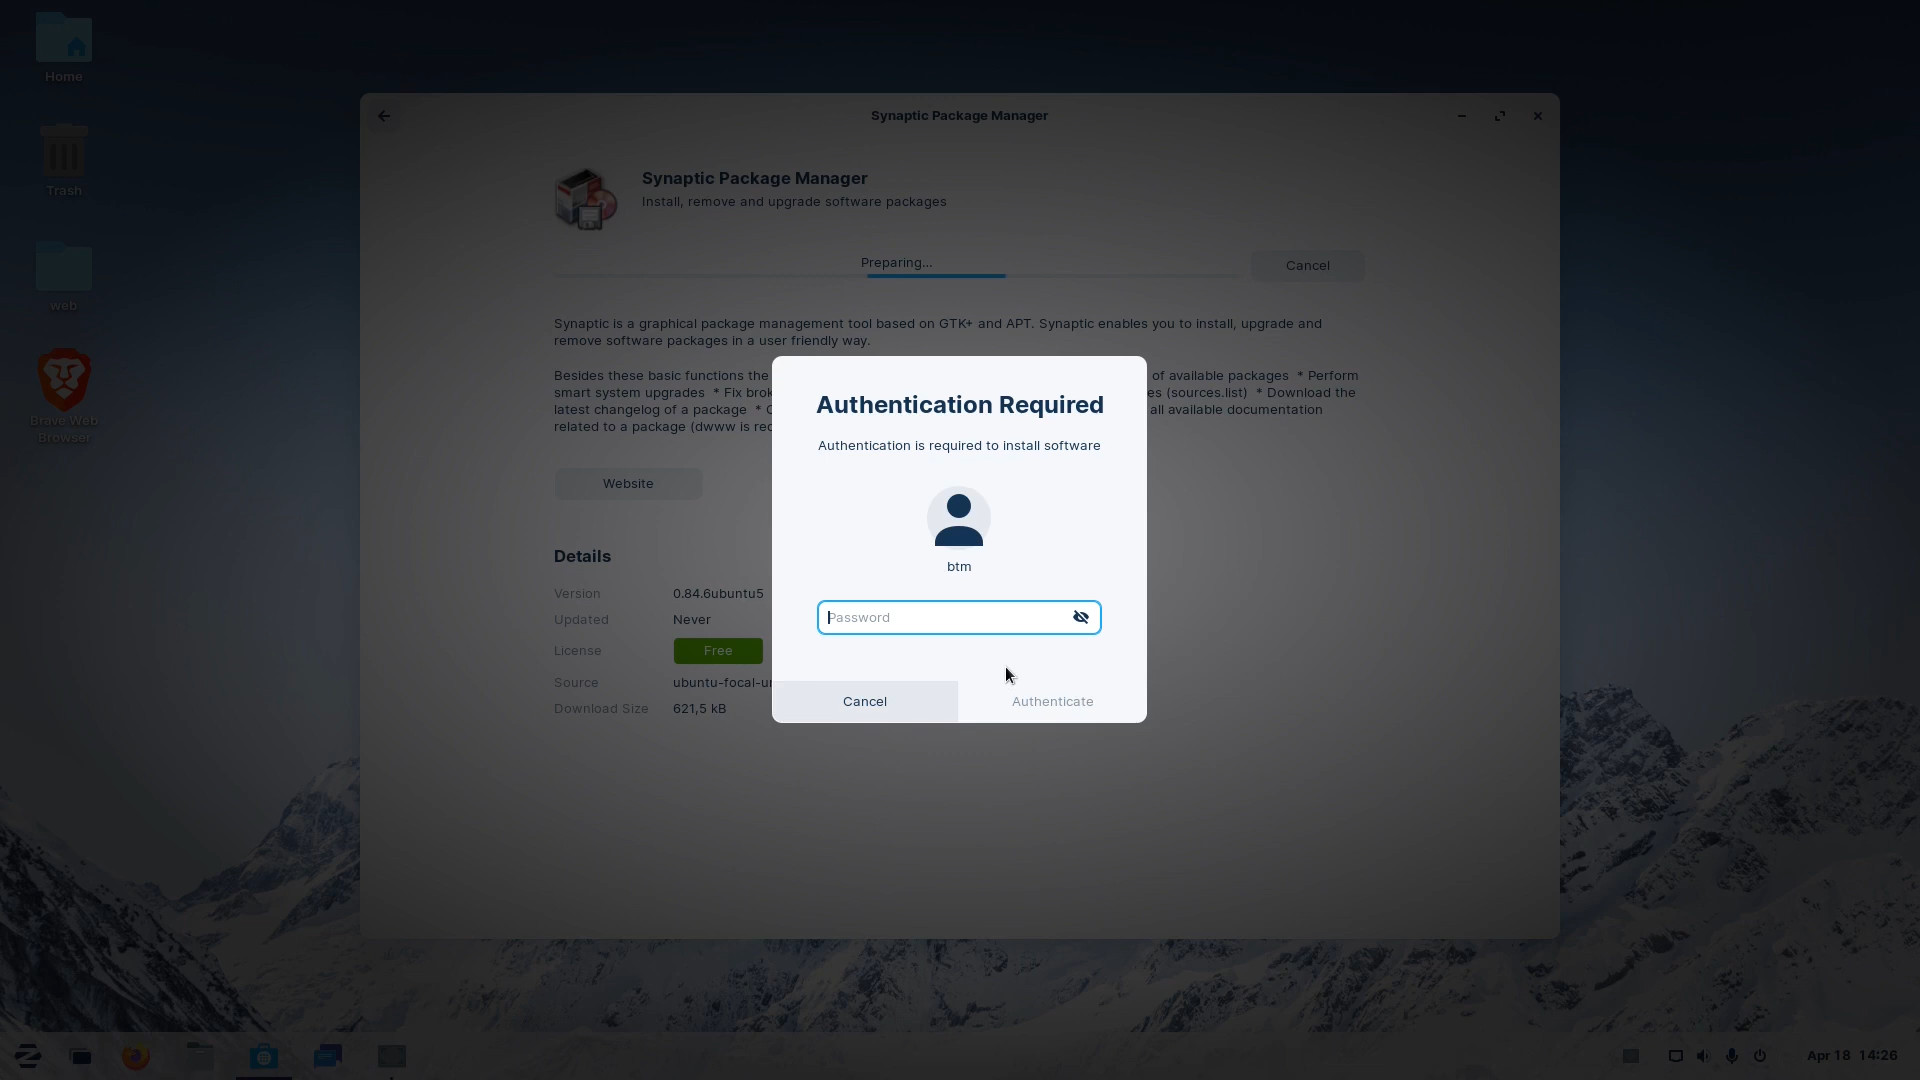 Home
Trash
web
Brave Web
Browser
Synaptic Package Manager
Synaptic Package Manager
Install, remove and upgrade software packages
Preparing...
Cancel
Synaptic is a graphical package management tool based on GTK+ and APT. Synaptic enables you to install, upgrade and
remove software packages in a user friendly way.
Besides these basic functions the of available packages * Perform
smart system upgrades * Fix (sources.list) * Download the
latest changelog of a package * all available documentation
related to a package (dwww is
Website
Details
Version 0.84.6ubuntu5
Updated Never
License Free
Source
Download Size 621,5 kB
Authentication Required
Authentication is required to install software
btm
Password
Cancel
Authenticate
Apr 18 14:26